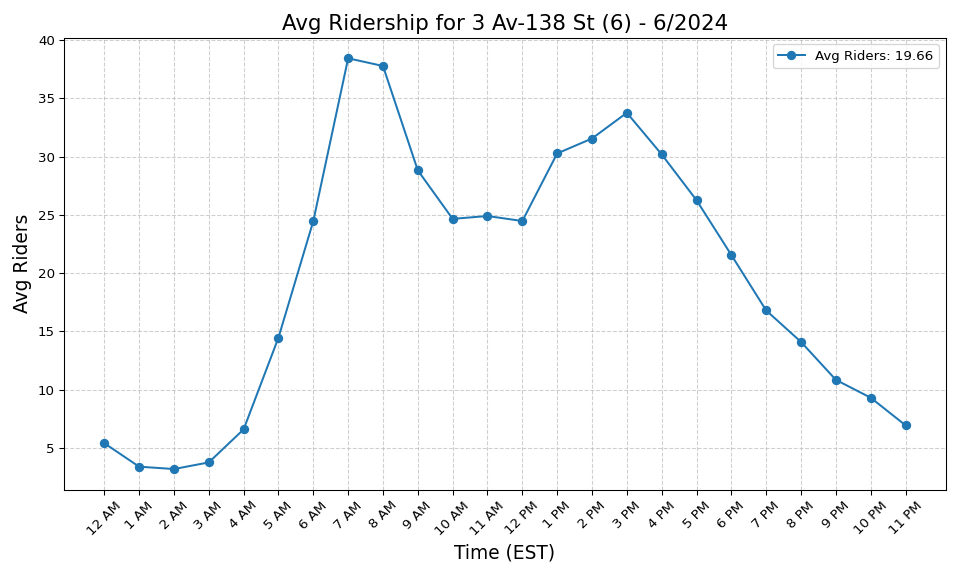 Avg Ridership for 3 Av-138 St (6) - 6/2024
Avg Riders: 19.66
Avg Riders
40
35
30
25
20
15
10
5
12 AM
1 AM
2 AM
3 AM
4 AM
5 AM
6 AM
7 AM
8 AM
9 AM
10 AM
11 AM
12 PM
1 PM
2 PM
3 PM
4 PM
5 PM
6 PM
7 PM
8 PM
9 PM
10 PM
11 PM
Time (EST)